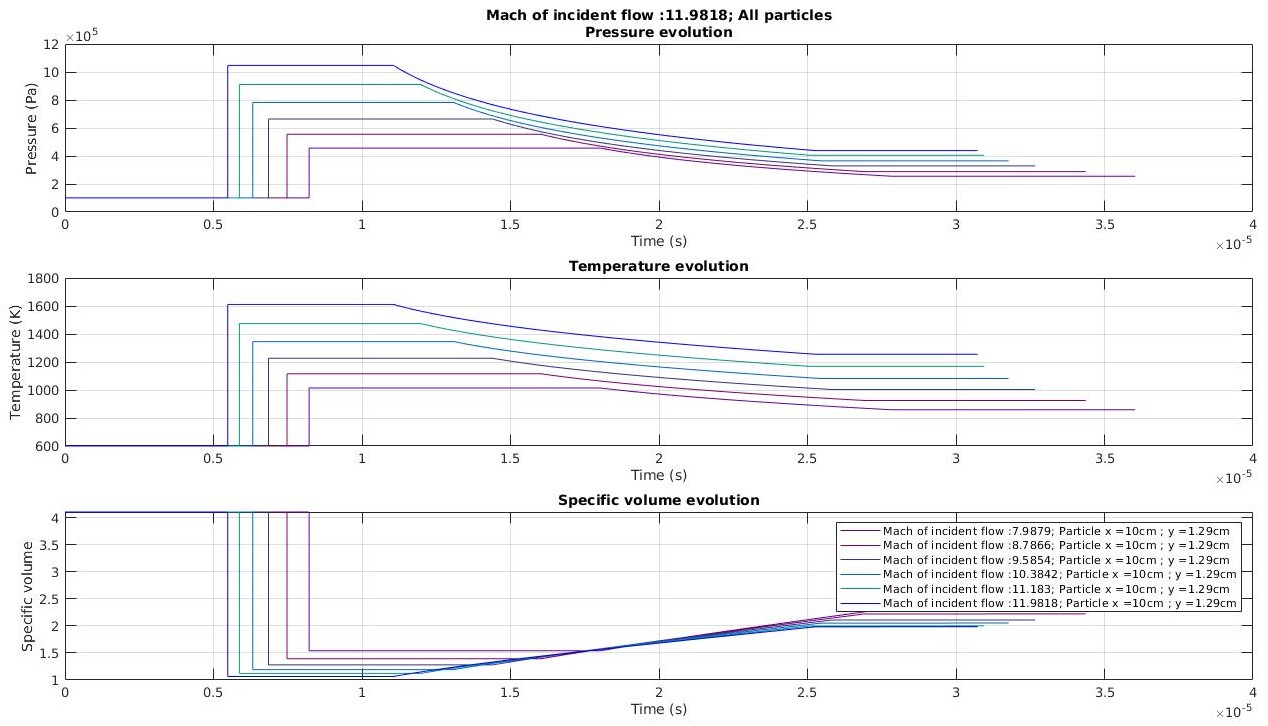 Mach of incident flow :11.9818; All particles
Pressure evolution
×10⁵
12
10
8
6
4
2
0
Pressure (Pa)
0 0.5 1 1.5 2 2.5 3 3.5 4
Time (s)
×10⁻⁵
Temperature evolution
1800
1600
1400
1200
1000
800
600
Temperature (K)
0 0.5 1 1.5 2 2.5 3 3.5 4
Time (s)
×10⁻⁵
Specific volume evolution
4
3.5
3
2.5
2
1.5
1
Specific volume
Mach of incident flow :7.9879; Particle x =10cm ; y =1.29cm
Mach of incident flow :8.7866; Particle x =10cm ; y =1.29cm
Mach of incident flow :9.5854; Particle x =10cm ; y =1.29cm
Mach of incident flow :10.3842; Particle x =10cm ; y =1.29cm
Mach of incident flow :11.183; Particle x =10cm ; y =1.29cm
Mach of incident flow :11.9818; Particle x =10cm ; y =1.29cm
0 0.5 1 1.5 2 2.5 3 3.5 4
Time (s)
×10⁻⁵